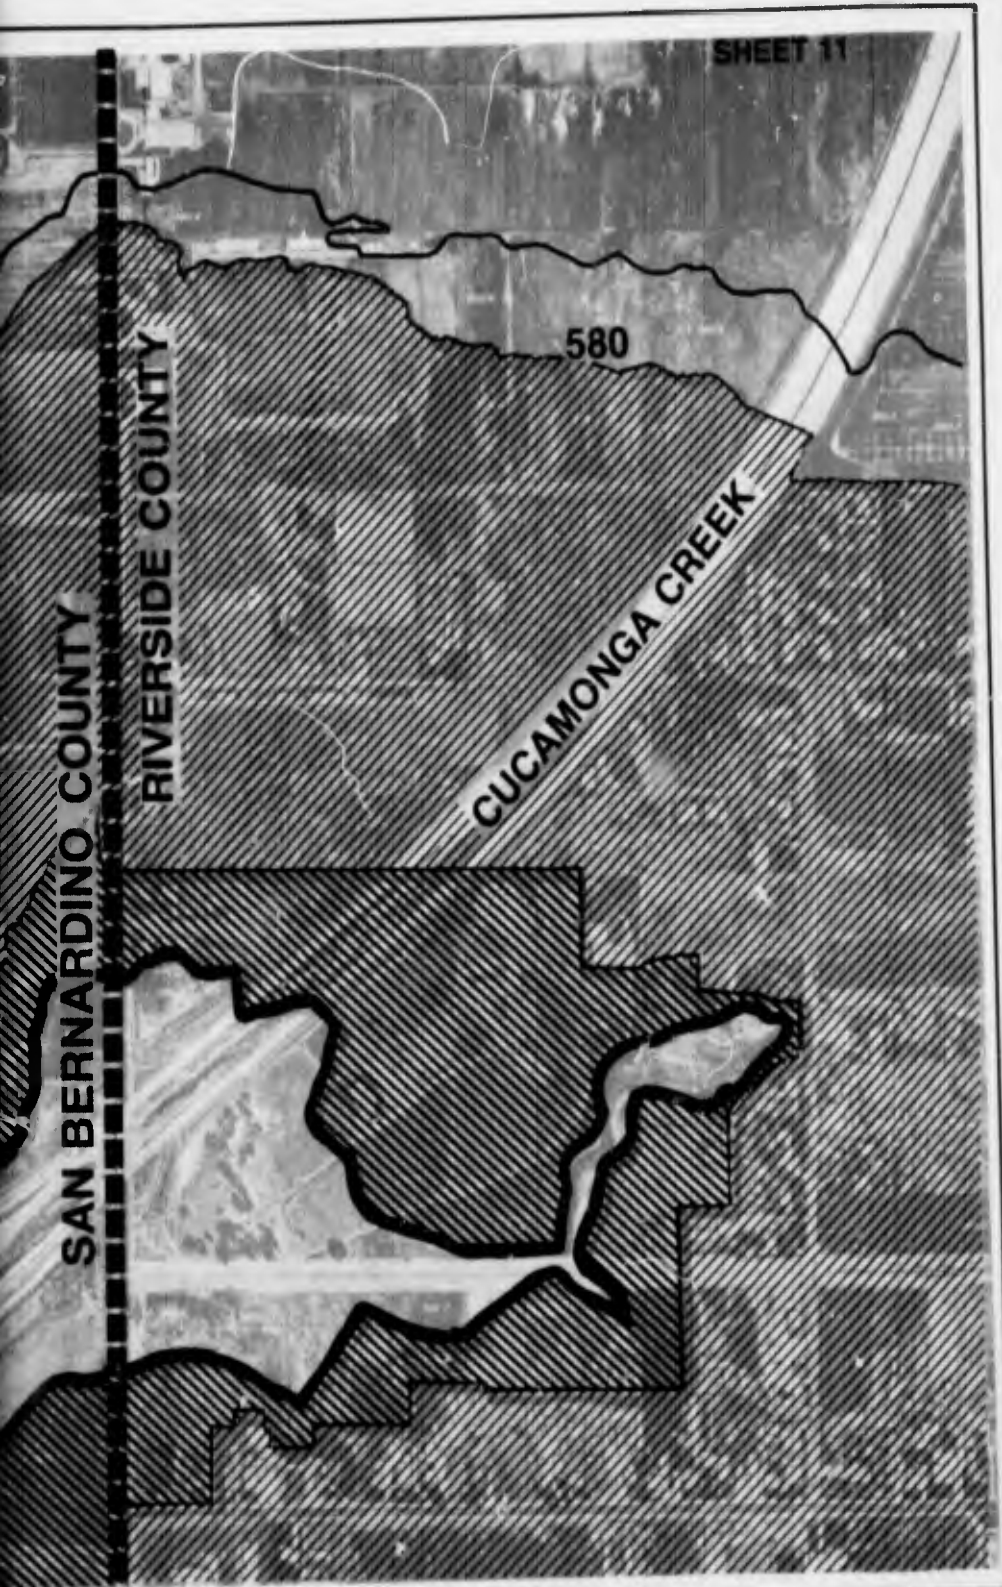 SHEET 11
580
RIVERSIDE COUNTY
SAN BERNARDINO COUNTY
CUCAMONGA CREEK